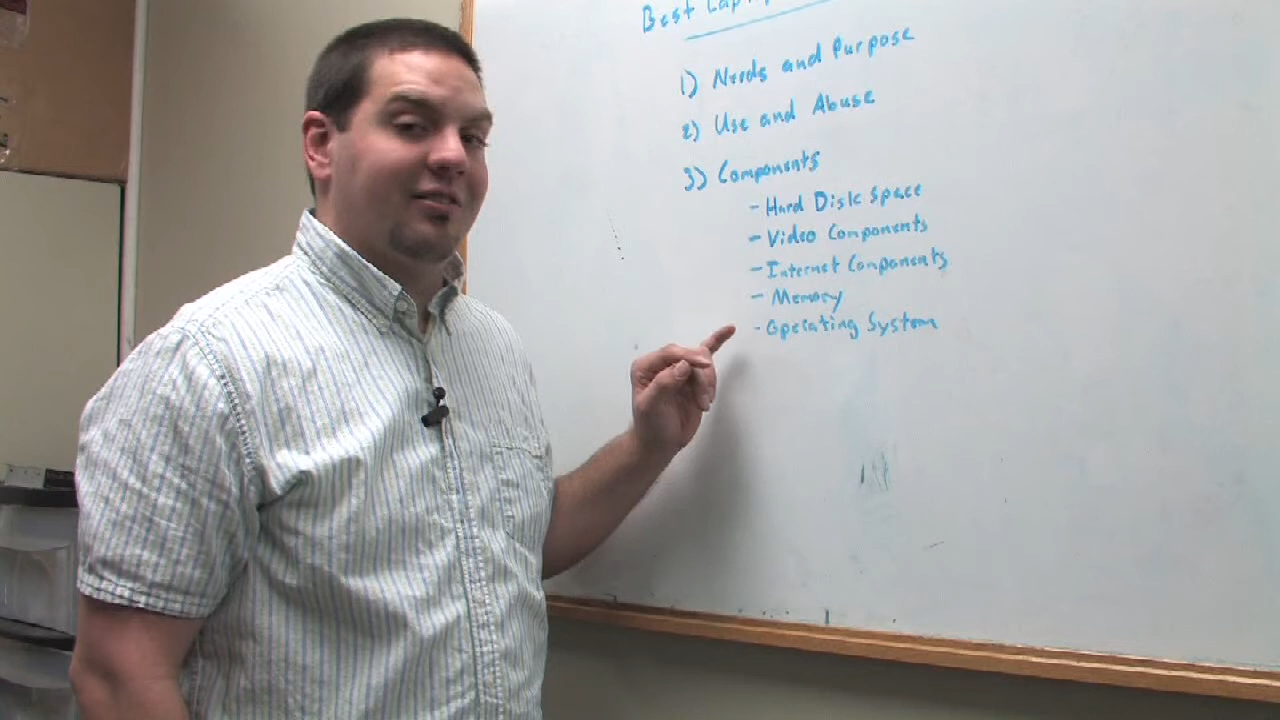 Best Laptop
1) Needs and Purpose
2) Use and Abuse
3) Components
- Hard Disk Space
- Video Components
- Internet Components
- Memory
- Operating System